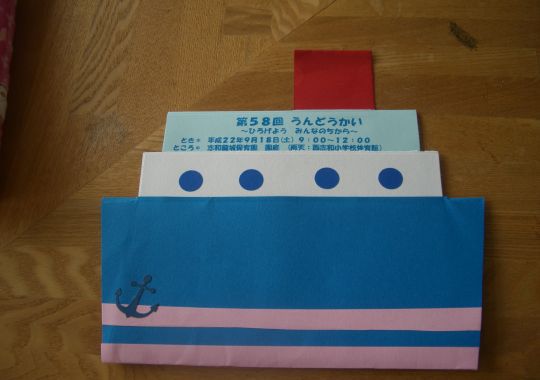 第58回 うんどうかい
～ひろげよう みんなのちから～
とき＊ 平成22年9月18日(土) 9:00～12:00
ところ＊ 志和龍城保育園 園庭 (雨天：西志和小学校体育館)